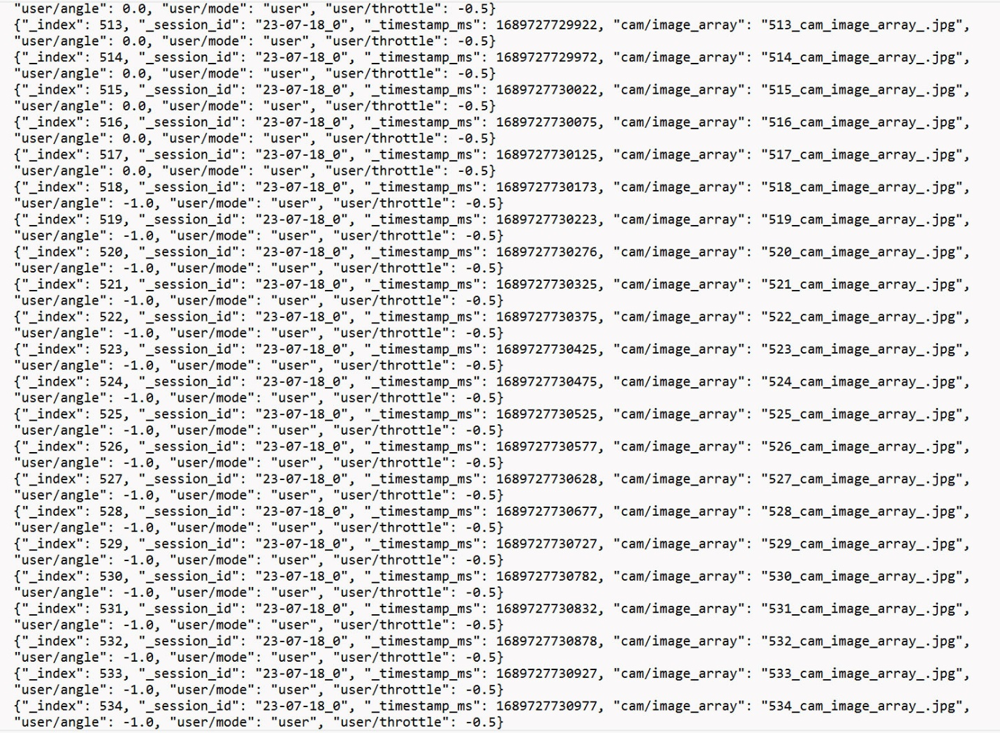 "user/angle": 0.0, "user/mode": "user", "user/throttle": -0.5}
{"_index": 513, "_session_id": "23-07-18_0", "_timestamp_ms": 1689727729922, "cam/image_array": "513_cam_image_array_.jpg",
"user/angle": 0.0, "user/mode": "user", "user/throttle": -0.5}
{"_index": 514, "_session_id": "23-07-18_0", "_timestamp_ms": 1689727729972, "cam/image_array": "514_cam_image_array_.jpg",
"user/angle": 0.0, "user/mode": "user", "user/throttle": -0.5}
{"_index": 515, "_session_id": "23-07-18_0", "_timestamp_ms": 1689727730022, "cam/image_array": "515_cam_image_array_.jpg",
"user/angle": 0.0, "user/mode": "user", "user/throttle": -0.5}
{"_index": 516, "_session_id": "23-07-18_0", "_timestamp_ms": 1689727730075, "cam/image_array": "516_cam_image_array_.jpg",
"user/angle": 0.0, "user/mode": "user", "user/throttle": -0.5}
{"_index": 517, "_session_id": "23-07-18_0", "_timestamp_ms": 1689727730125, "cam/image_array": "517_cam_image_array_.jpg",
"user/angle": 0.0, "user/mode": "user", "user/throttle": -0.5}
{"_index": 518, "_session_id": "23-07-18_0", "_timestamp_ms": 1689727730173, "cam/image_array": "518_cam_image_array_.jpg",
"user/angle": -1.0, "user/mode": "user", "user/throttle": -0.5}
{"_index": 519, "_session_id": "23-07-18_0", "_timestamp_ms": 1689727730223, "cam/image_array": "519_cam_image_array_.jpg",
"user/angle": -1.0, "user/mode": "user", "user/throttle": -0.5}
{"_index": 520, "_session_id": "23-07-18_0", "_timestamp_ms": 1689727730276, "cam/image_array": "520_cam_image_array_.jpg",
"user/angle": -1.0, "user/mode": "user", "user/throttle": -0.5}
{"_index": 521, "_session_id": "23-07-18_0", "_timestamp_ms": 1689727730325, "cam/image_array": "521_cam_image_array_.jpg",
"user/angle": -1.0, "user/mode": "user", "user/throttle": -0.5}
{"_index": 522, "_session_id": "23-07-18_0", "_timestamp_ms": 1689727730375, "cam/image_array": "522_cam_image_array_.jpg",
"user/angle": -1.0, "user/mode": "user", "user/throttle": -0.5}
{"_index": 523, "_session_id": "23-07-18_0", "_timestamp_ms": 1689727730425, "cam/image_array": "523_cam_image_array_.jpg",
"user/angle": -1.0, "user/mode": "user", "user/throttle": -0.5}
{"_index": 524, "_session_id": "23-07-18_0", "_timestamp_ms": 1689727730475, "cam/image_array": "524_cam_image_array_.jpg",
"user/angle": -1.0, "user/mode": "user", "user/throttle": -0.5}
{"_index": 525, "_session_id": "23-07-18_0", "_timestamp_ms": 1689727730525, "cam/image_array": "525_cam_image_array_.jpg",
"user/angle": -1.0, "user/mode": "user", "user/throttle": -0.5}
{"_index": 526, "_session_id": "23-07-18_0", "_timestamp_ms": 1689727730577, "cam/image_array": "526_cam_image_array_.jpg",
"user/angle": -1.0, "user/mode": "user", "user/throttle": -0.5}
{"_index": 527, "_session_id": "23-07-18_0", "_timestamp_ms": 1689727730628, "cam/image_array": "527_cam_image_array_.jpg",
"user/angle": -1.0, "user/mode": "user", "user/throttle": -0.5}
{"_index": 528, "_session_id": "23-07-18_0", "_timestamp_ms": 1689727730677, "cam/image_array": "528_cam_image_array_.jpg",
"user/angle": -1.0, "user/mode": "user", "user/throttle": -0.5}
{"_index": 529, "_session_id": "23-07-18_0", "_timestamp_ms": 1689727730727, "cam/image_array": "529_cam_image_array_.jpg",
"user/angle": -1.0, "user/mode": "user", "user/throttle": -0.5}
{"_index": 530, "_session_id": "23-07-18_0", "_timestamp_ms": 1689727730782, "cam/image_array": "530_cam_image_array_.jpg",
"user/angle": -1.0, "user/mode": "user", "user/throttle": -0.5}
{"_index": 531, "_session_id": "23-07-18_0", "_timestamp_ms": 1689727730832, "cam/image_array": "531_cam_image_array_.jpg",
"user/angle": -1.0, "user/mode": "user", "user/throttle": -0.5}
{"_index": 532, "_session_id": "23-07-18_0", "_timestamp_ms": 1689727730878, "cam/image_array": "532_cam_image_array_.jpg",
"user/angle": -1.0, "user/mode": "user", "user/throttle": -0.5}
{"_index": 533, "_session_id": "23-07-18_0", "_timestamp_ms": 1689727730927, "cam/image_array": "533_cam_image_array_.jpg",
"user/angle": -1.0, "user/mode": "user", "user/throttle": -0.5}
{"_index": 534, "_session_id": "23-07-18_0", "_timestamp_ms": 1689727730977, "cam/image_array": "534_cam_image_array_.jpg",
"user/angle": -1.0, "user/mode": "user", "user/throttle": -0.5}